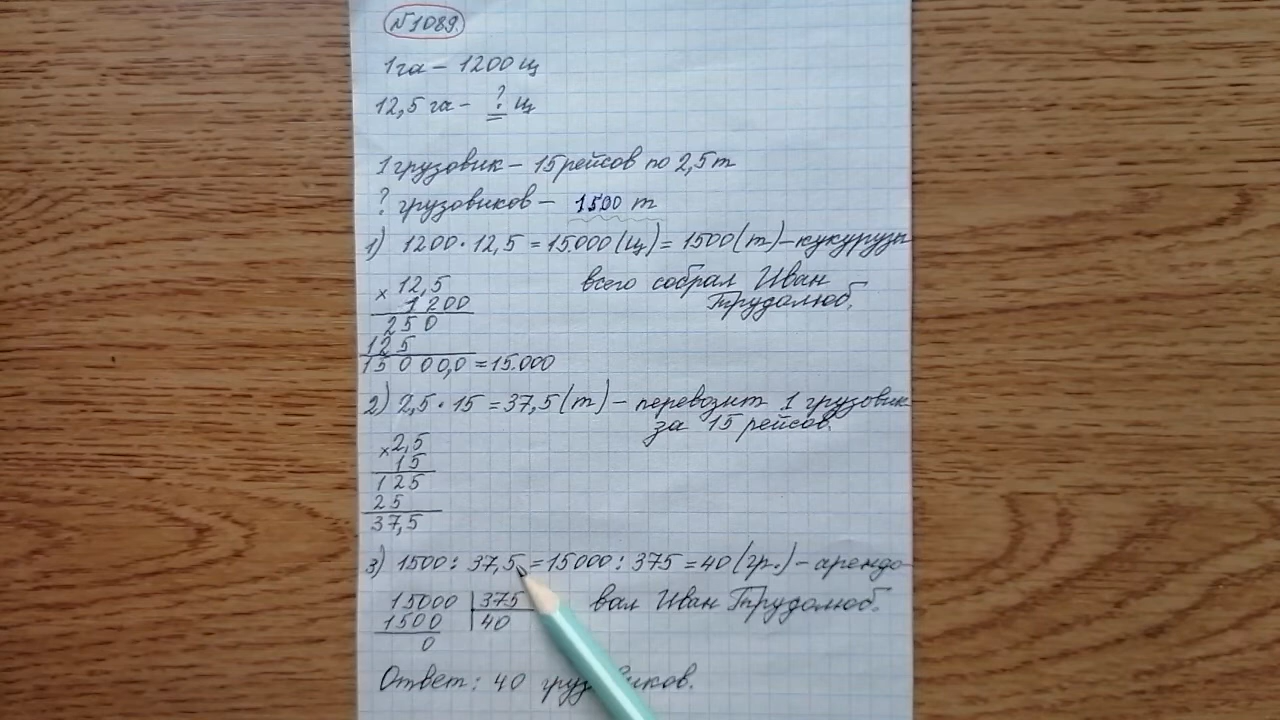 №1089.
1га – 1200 ц
12,5 га – ? ц
1 грузовик – 15 рейсов по 2,5 т
? грузовиков – 1500 т
1) 1200 · 12,5 = 15.000 (ц) = 1500 (т) – кукурузы
всего собрал Иван
Трудолюб.
× 12,5
1200
250
125
15000,0 = 15.000
2) 2,5 · 15 = 37,5 (т) – перевозит 1 грузовик
за 15 рейсов.
× 2,5
15
125
25
37,5
3) 1500 : 37,5 = 15000 : 375 = 40 (гр.) – арендо
вал Иван Трудолюб.
15000 | 375
1500 | 40
0
Ответ: 40 грузовиков.